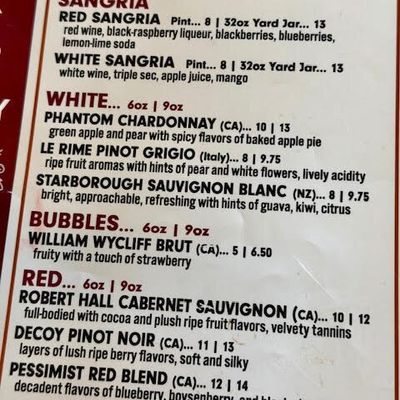 SANGRIA
RED SANGRIA Pint... 8 | 32oz Yard Jar... 13
red wine, black-raspberry liqueur, blackberries, blueberries,
lemon-lime soda
WHITE SANGRIA Pint... 8 | 32oz Yard Jar... 13
white wine, triple sec, apple juice, mango
WHITE... 6oz | 9oz
PHANTOM CHARDONNAY (CA)... 10 | 13
green apple and pear with spicy flavors of baked apple pie
LE RIME PINOT GRIGIO (Italy)... 8 | 9.75
ripe fruit aromas with hints of pear and white flowers, lively acidity
STARBOROUGH SAUVIGNON BLANC (NZ)... 8 | 9.75
bright, approachable, refreshing with hints of guava, kiwi, citrus
BUBBLES... 6oz | 9oz
WILLIAM WYCLIFF BRUT (CA)... 5 | 6.50
fruity with a touch of strawberry
RED... 6oz | 9oz
ROBERT HALL CABERNET SAUVIGNON (CA)... 10 | 12
full-bodied with cocoa and plush ripe fruit flavors, velvety tannins
DECOY PINOT NOIR (CA)... 11 | 13
layers of lush ripe berry flavors, soft and silky
PESSIMIST RED BLEND (CA)... 12 | 14
decadent flavors of blueberry, boysenberry, and